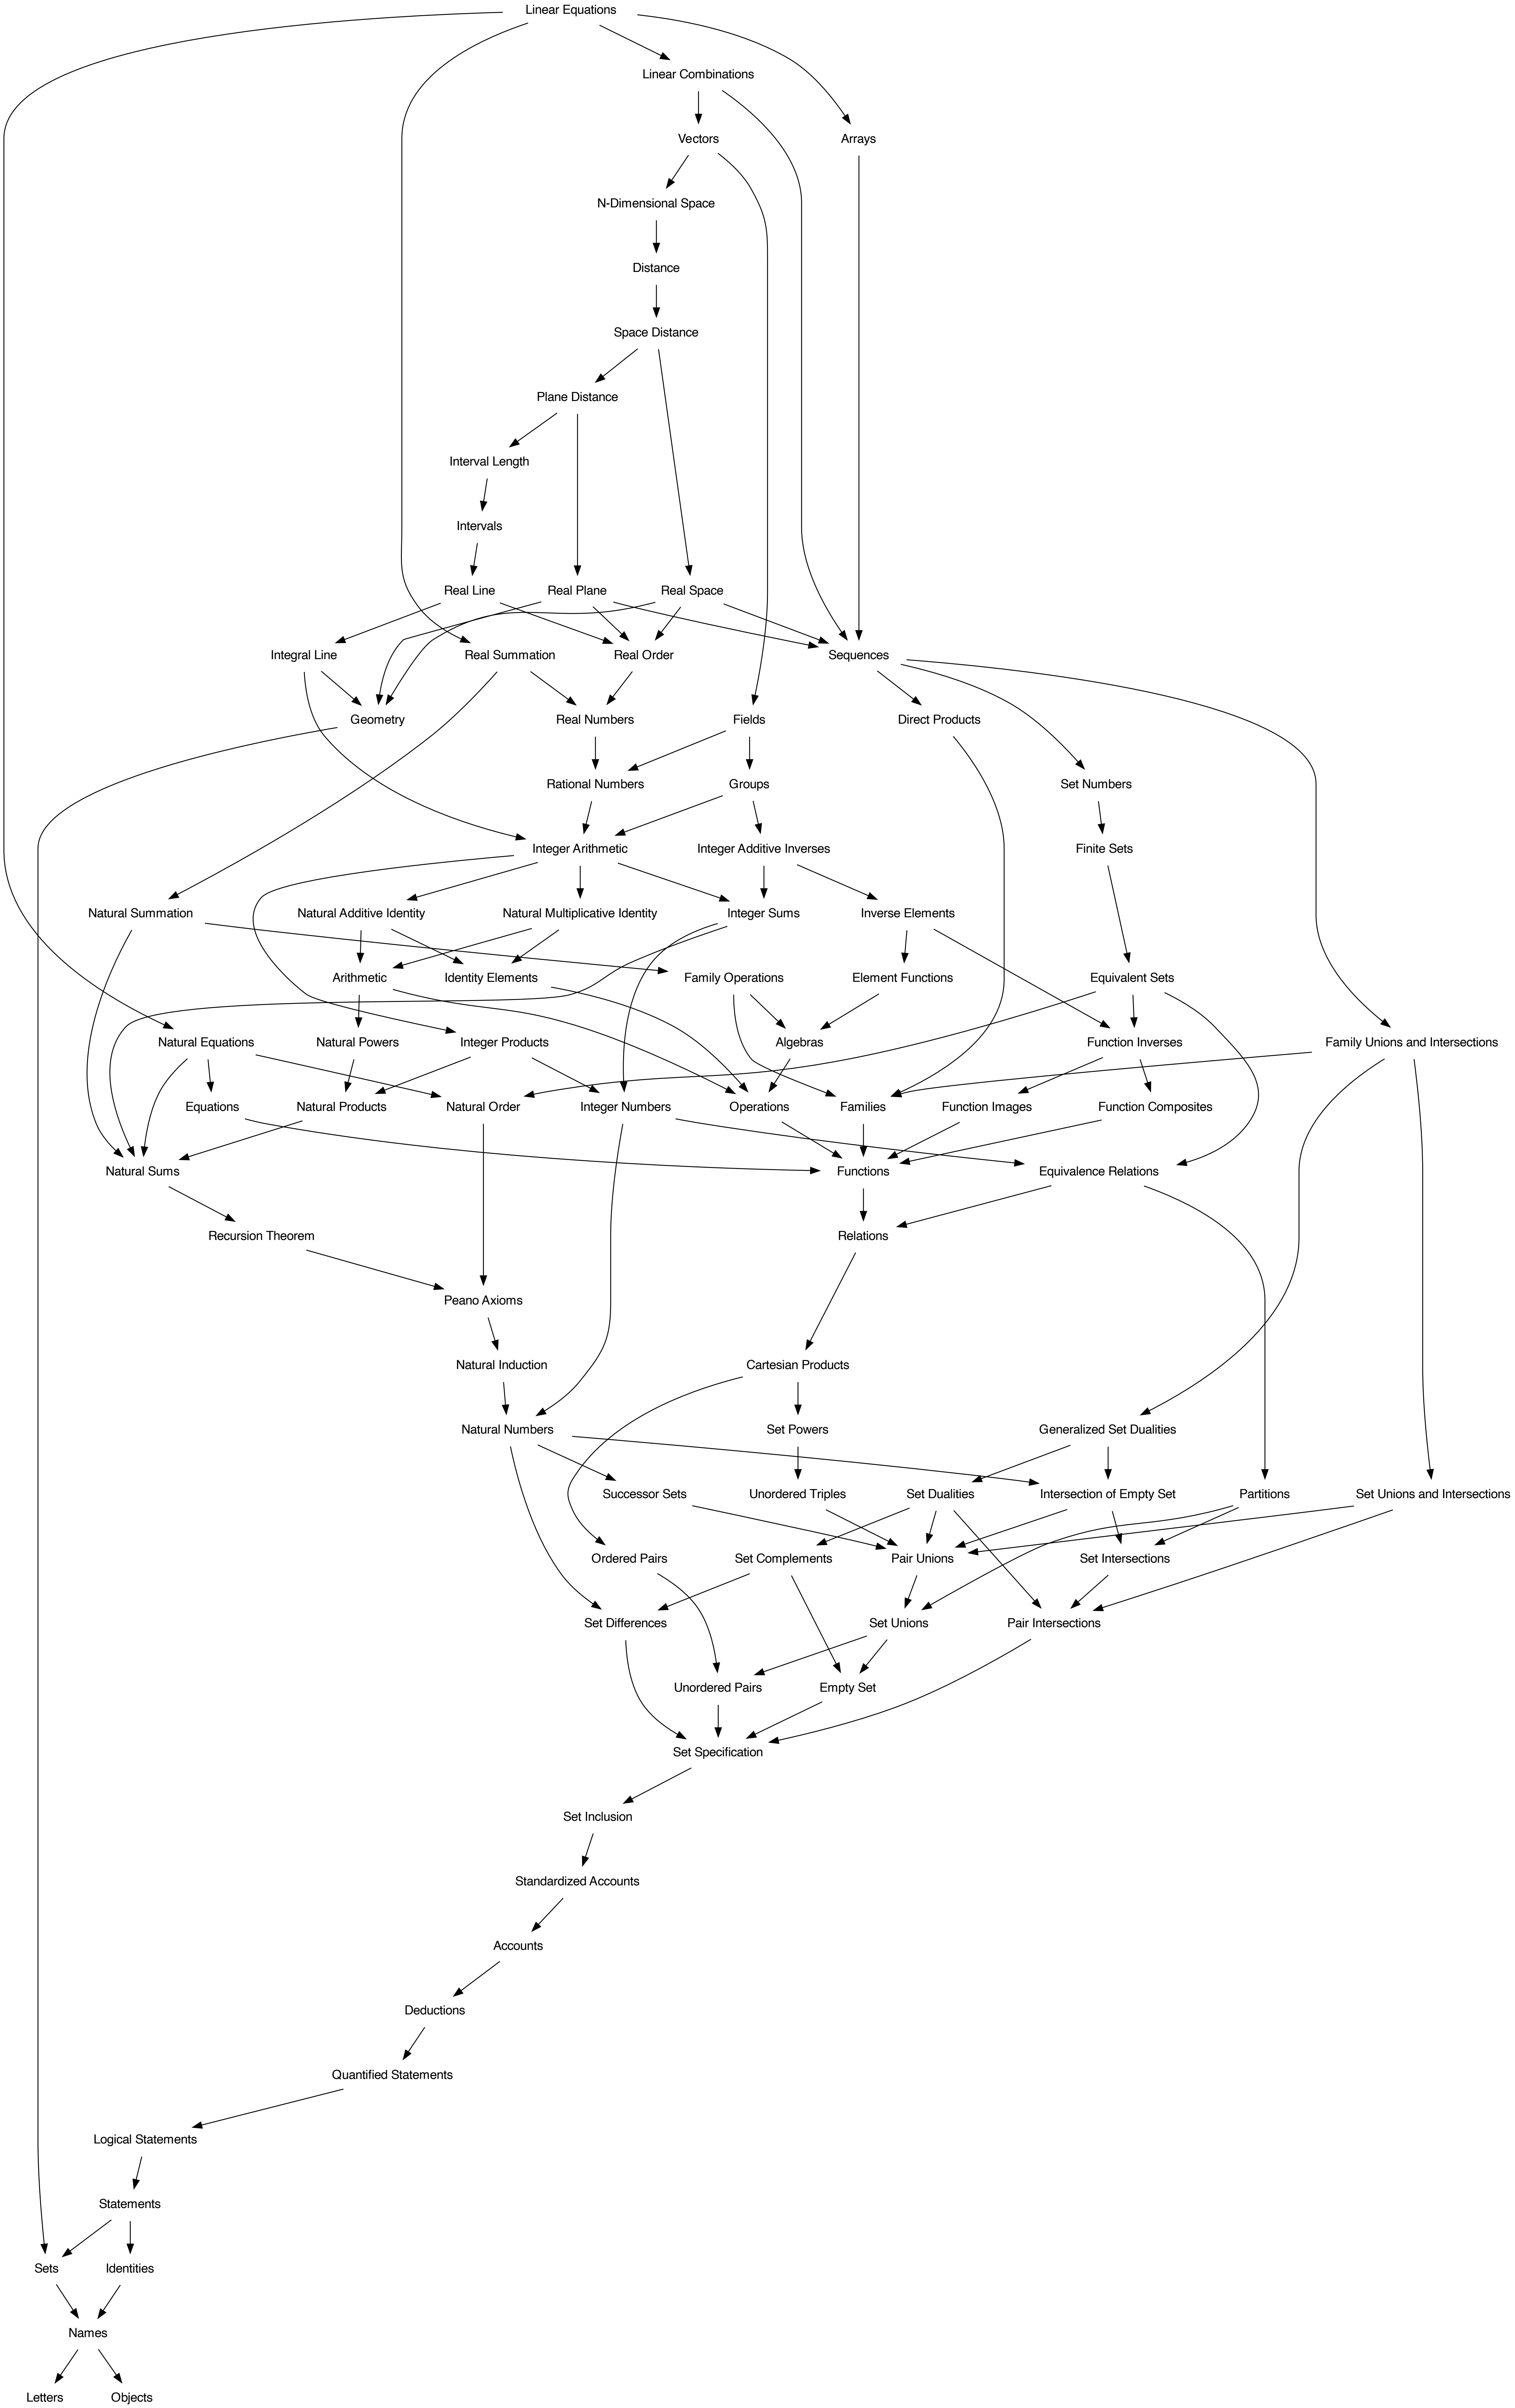 Linear Equations
Linear Combinations
Vectors
Arrays
N-Dimensional Space
Distance
Space Distance
Plane Distance
Interval Length
Intervals
Real Line
Real Plane
Real Space
Integral Line
Real Summation
Real Order
Sequences
Geometry
Real Numbers
Fields
Direct Products
Rational Numbers
Groups
Set Numbers
Integer Arithmetic
Integer Additive Inverses
Finite Sets
Natural Summation
Natural Additive Identity
Natural Multiplicative Identity
Integer Sums
Inverse Elements
Arithmetic
Identity Elements
Family Operations
Element Functions
Equivalent Sets
Natural Equations
Natural Powers
Integer Products
Algebras
Function Inverses
Family Unions and Intersections
Equations
Natural Products
Natural Order
Integer Numbers
Operations
Families
Function Images
Function Composites
Natural Sums
Functions
Equivalence Relations
Recursion Theorem
Relations
Peano Axioms
Natural Induction
Cartesian Products
Natural Numbers
Set Powers
Generalized Set Dualities
Successor Sets
Unordered Triples
Set Dualities
Intersection of Empty Set
Partitions
Set Unions and Intersections
Ordered Pairs
Set Complements
Pair Unions
Set Intersections
Set Differences
Set Unions
Pair Intersections
Unordered Pairs
Empty Set
Set Specification
Set Inclusion
Standardized Accounts
Accounts
Deductions
Quantified Statements
Logical Statements
Statements
Sets
Identities
Names
Letters
Objects